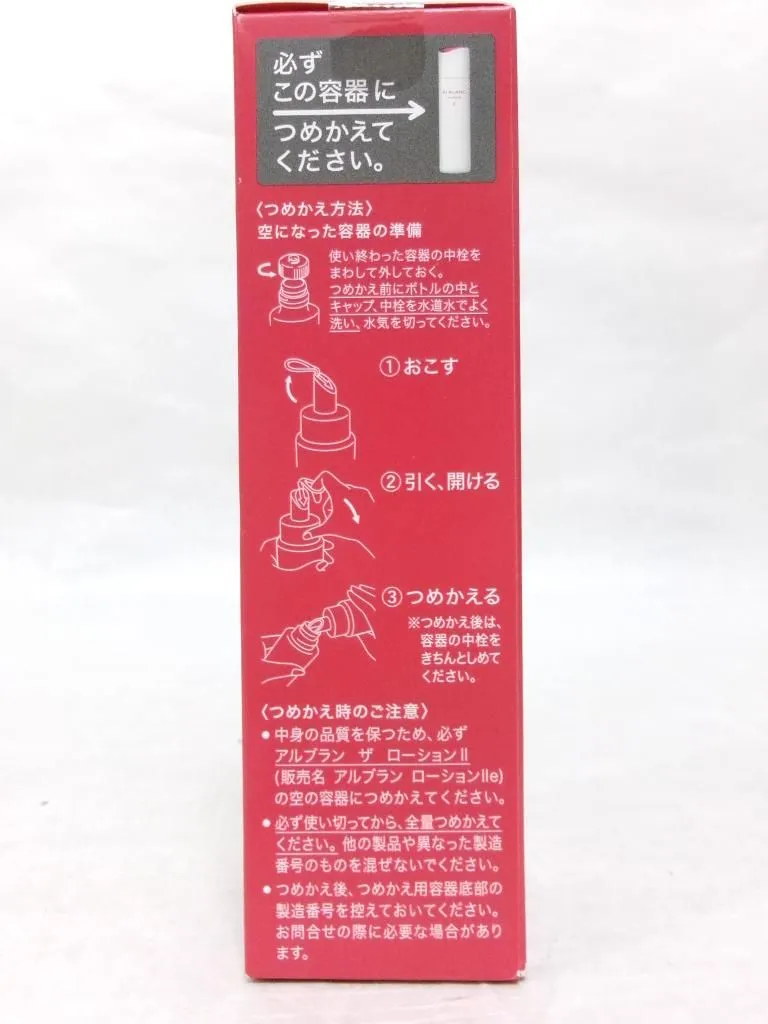 必ず
この容器に
つめかえて
ください。
〈つめかえ方法〉
空になった容器の準備
使い終わった容器の中栓を
まわして外しておく。
つめかえ前にボトルの中と
キャップ、中栓を水道水でよく
洗い、水気を切ってください。
①おこす
②引く、開ける
③つめかえる
※つめかえ後は、
容器の中栓を
きちんとしめて
ください。
〈つめかえ時のご注意〉
●中身の品質を保つため、必ず
アルブラン ザ ローションⅡ
(販売名 アルブラン ローションⅡe)
の空の容器につめかえてください。
●必ず使い切ってから、全量つめかえて
ください。他の製品や異なった製造
番号のものを混ぜないでください。
●つめかえ後、つめかえ用容器底部の
製造番号を控えておいてください。
お問合せの際に必要な場合があり
ます。